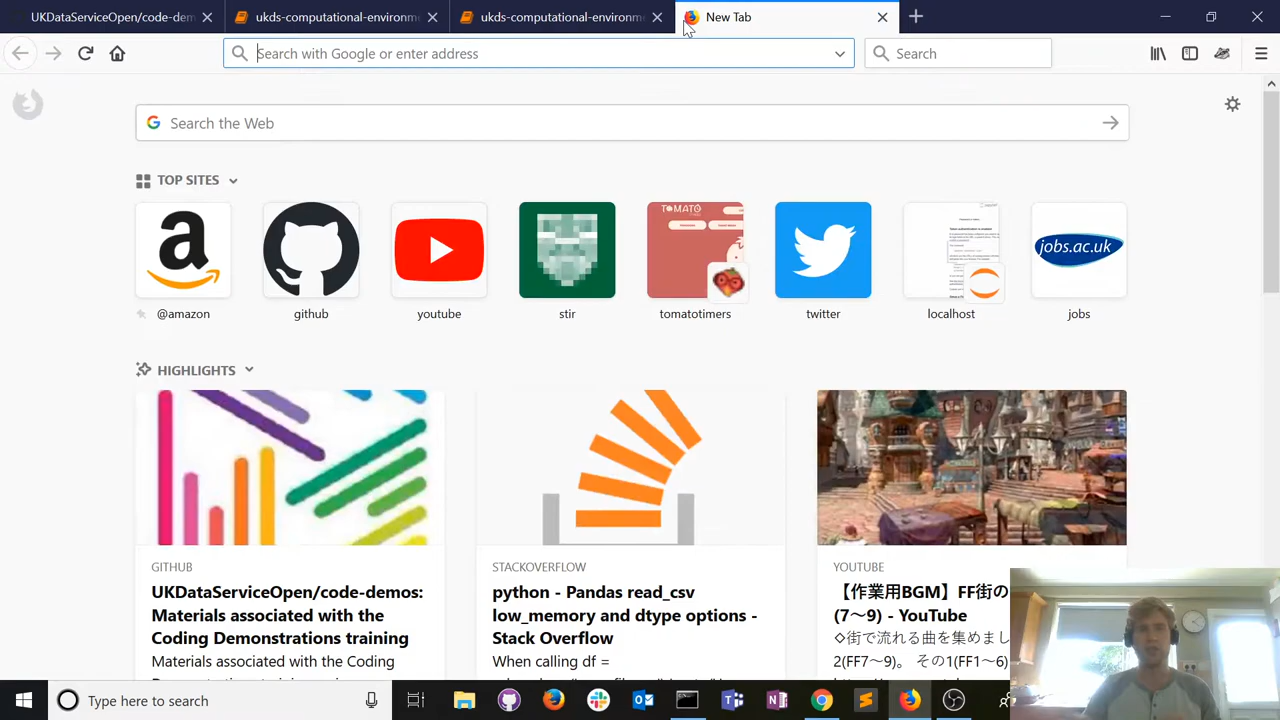 UKDataServiceOpen/code-dem
ukds-computational-environm
ukds-computational-environm
New Tab
Search with Google or enter address
Search
Search the Web
TOP SITES
TOMATO
jobs.ac.uk
@amazon
github
youtube
stir
tomatotimers
twitter
localhost
jobs
HIGHLIGHTS
GITHUB
UKDataServiceOpen/code-demos:
Materials associated with the
Coding Demonstrations training
Materials associated with the Coding
STACKOVERFLOW
python - Pandas read_csv
low_memory and dtype options -
Stack Overflow
When calling df =
YOUTUBE
【作業用BGM】FF街の
(7～9) - YouTube
◇街で流れる曲を集めまし
2(FF7～9)。 その1(FF1～6)
Type here to search